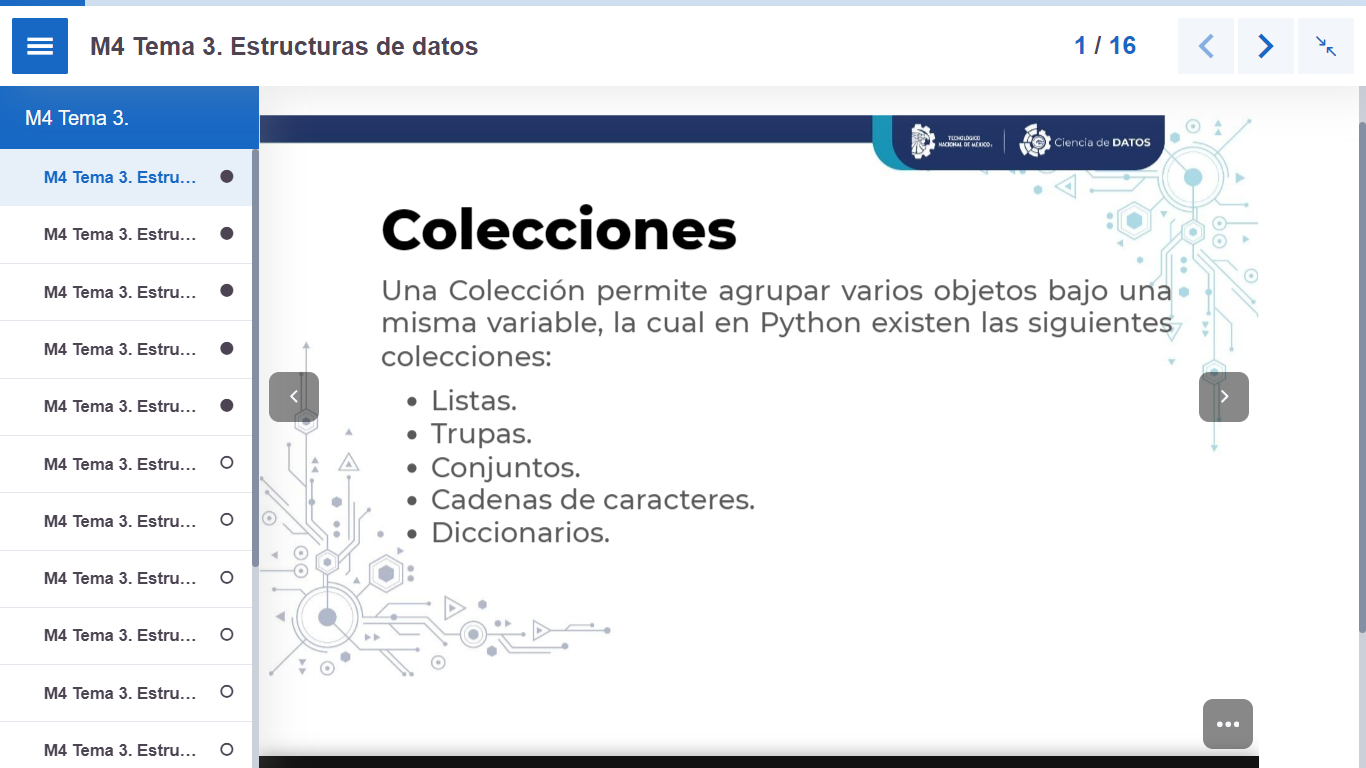 M4 Tema 3. Estructuras de datos
1 / 16
M4 Tema 3.
M4 Tema 3. Estru...
M4 Tema 3. Estru...
M4 Tema 3. Estru...
M4 Tema 3. Estru...
M4 Tema 3. Estru...
M4 Tema 3. Estru...
M4 Tema 3. Estru...
M4 Tema 3. Estru...
M4 Tema 3. Estru...
M4 Tema 3. Estru...
M4 Tema 3. Estru...
TECNOLÓGICO
NACIONAL DE MÉXICO
Ciencia de DATOS
Colecciones
Una Colección permite agrupar varios objetos bajo una
misma variable, la cual en Python existen las siguientes
colecciones:
• Listas.
• Trupas.
• Conjuntos.
• Cadenas de caracteres.
• Diccionarios.